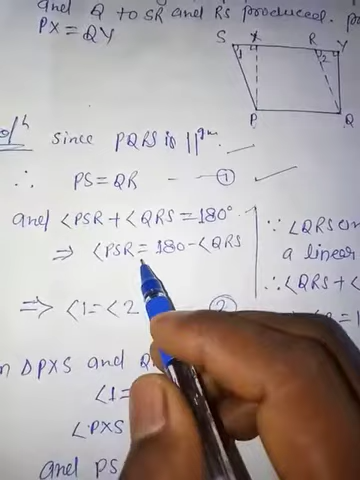 and Q to SR and RS produced.
PX = QY
S X R Y
1 2
P Q
Since PQRS is ||gm
∴ PS = QR — ①
and ∠PSR + ∠QRS = 180°
⇒ ∠PSR = 180 - ∠QRS
⇒ ∠1 = ∠2 ②
∵ ∠QRS
a linear
∴ ∠QRS +
ΔPXS and
∠1 =
∠PXS
and PS